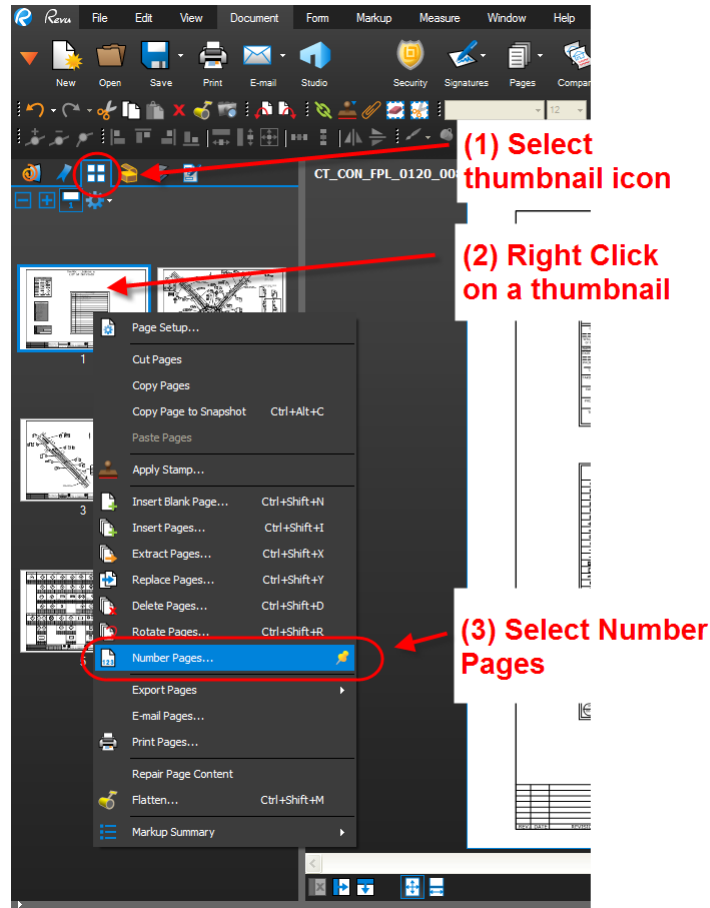 Revu File Edit View Document Form Markup Measure Window Help
New Open Save Print E-mail Studio Security Signatures Pages
12
(1) Select
thumbnail icon
CT_CON_FPL_0120_00
1
(2) Right Click
on a thumbnail
1
Page Setup...
Cut Pages
Copy Pages
Copy Page to Snapshot Ctrl+Alt+C
Paste Pages
Apply Stamp...
3
Insert Blank Page... Ctrl+Shift+N
Insert Pages... Ctrl+Shift+I
Extract Pages... Ctrl+Shift+X
Replace Pages... Ctrl+Shift+Y
Delete Pages... Ctrl+Shift+D
Rotate Pages... Ctrl+Shift+R
5
Number Pages...
(3) Select Number
Pages
Export Pages
E-mail Pages...
Print Pages...
Repair Page Content
Flatten... Ctrl+Shift+M
Markup Summary
REV. DATE